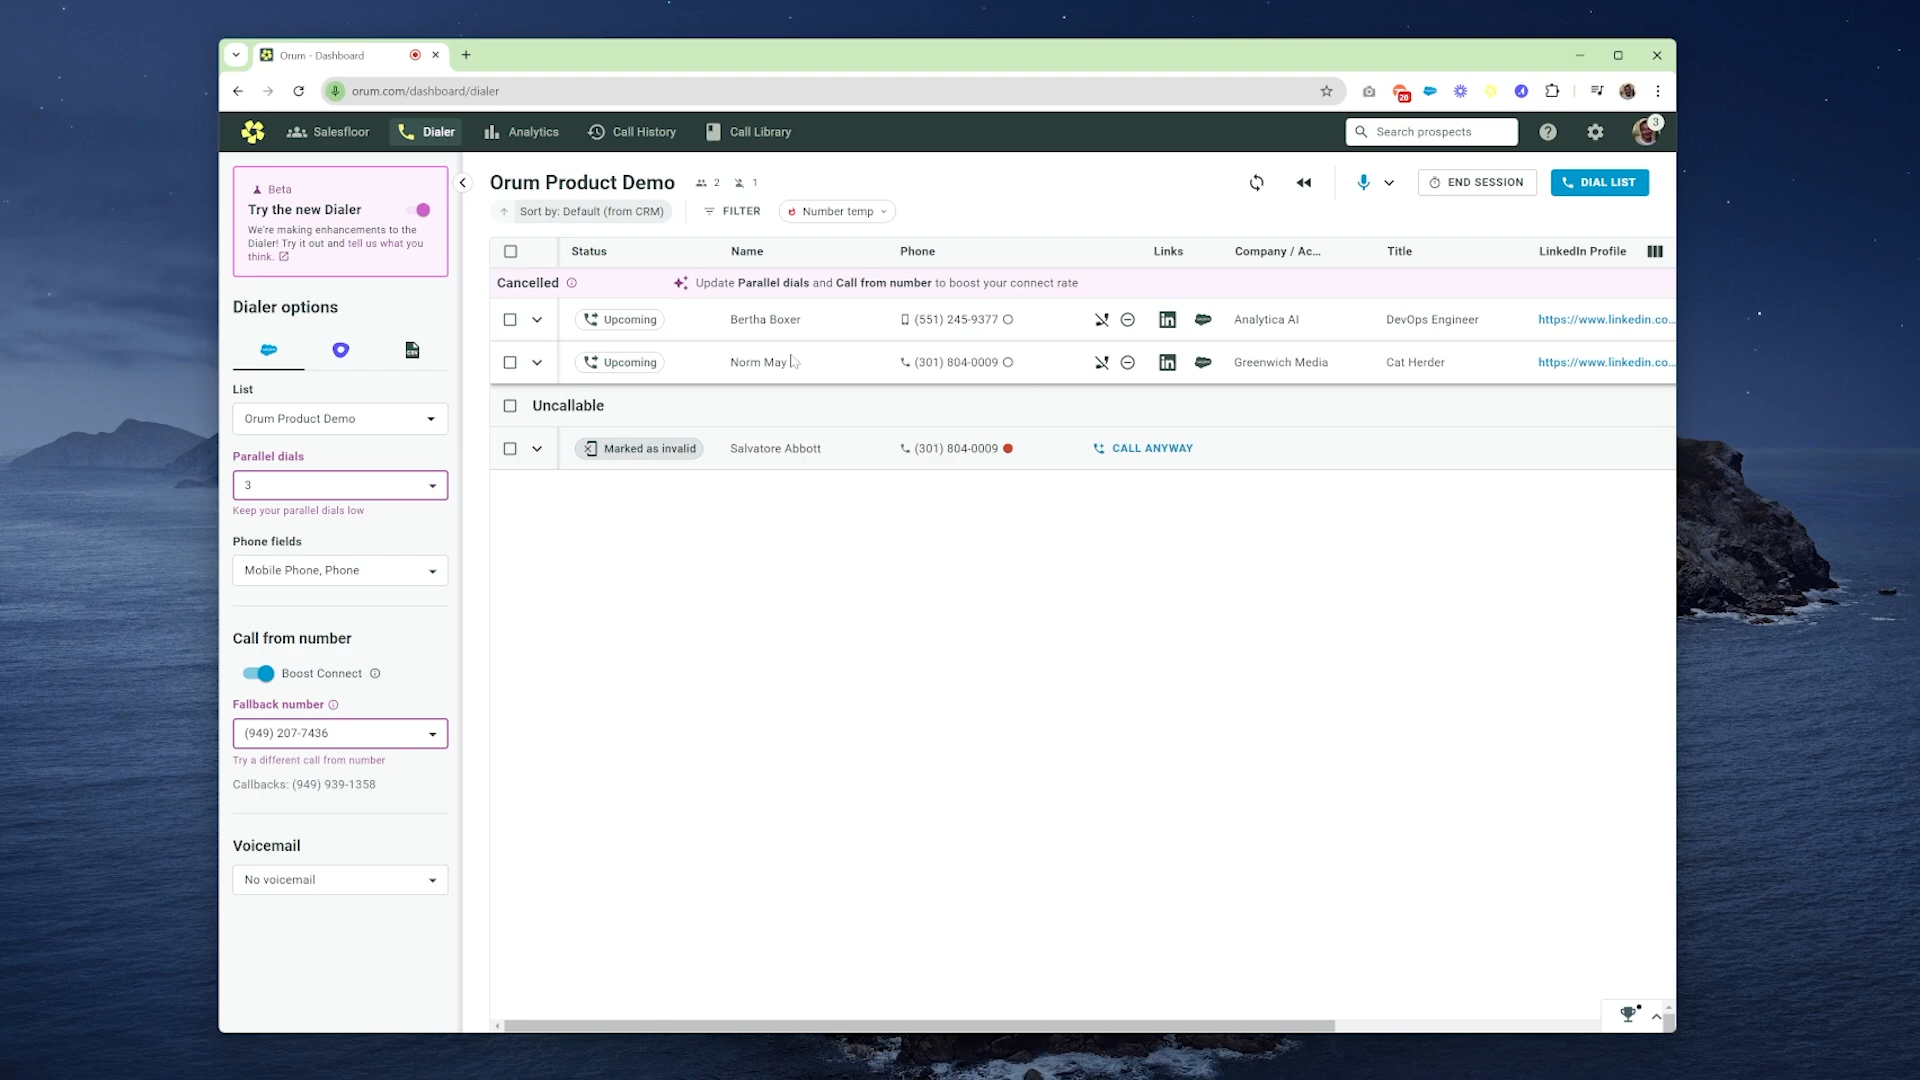 Orum - Dashboard
orum.com/dashboard/dialer
20
Salesfloor
Dialer
Analytics
Call History
Call Library
Search prospects
3
Beta
Try the new Dialer
We're making enhancements to the
Dialer! Try it out and tell us what you
think.
Dialer options
CSV
List
Orum Product Demo
Parallel dials
3
Keep your parallel dials low
Phone fields
Mobile Phone, Phone
Call from number
Boost Connect
Fallback number
(949) 207-7436
Try a different call from number
Callbacks: (949) 939-1358
Voicemail
No voicemail
Orum Product Demo 2 1
END SESSION
DIAL LIST
Sort by: Default (from CRM)
FILTER
Number temp
Status Name Phone Links Company / Ac... Title LinkedIn Profile
Cancelled Update Parallel dials and Call from number to boost your connect rate
Upcoming Bertha Boxer (551) 245-9377 Analytica AI DevOps Engineer https://www.linkedin.co...
Upcoming Norm May (301) 804-0009 Greenwich Media Cat Herder https://www.linkedin.co...
Uncallable
Marked as invalid Salvatore Abbott (301) 804-0009 CALL ANYWAY